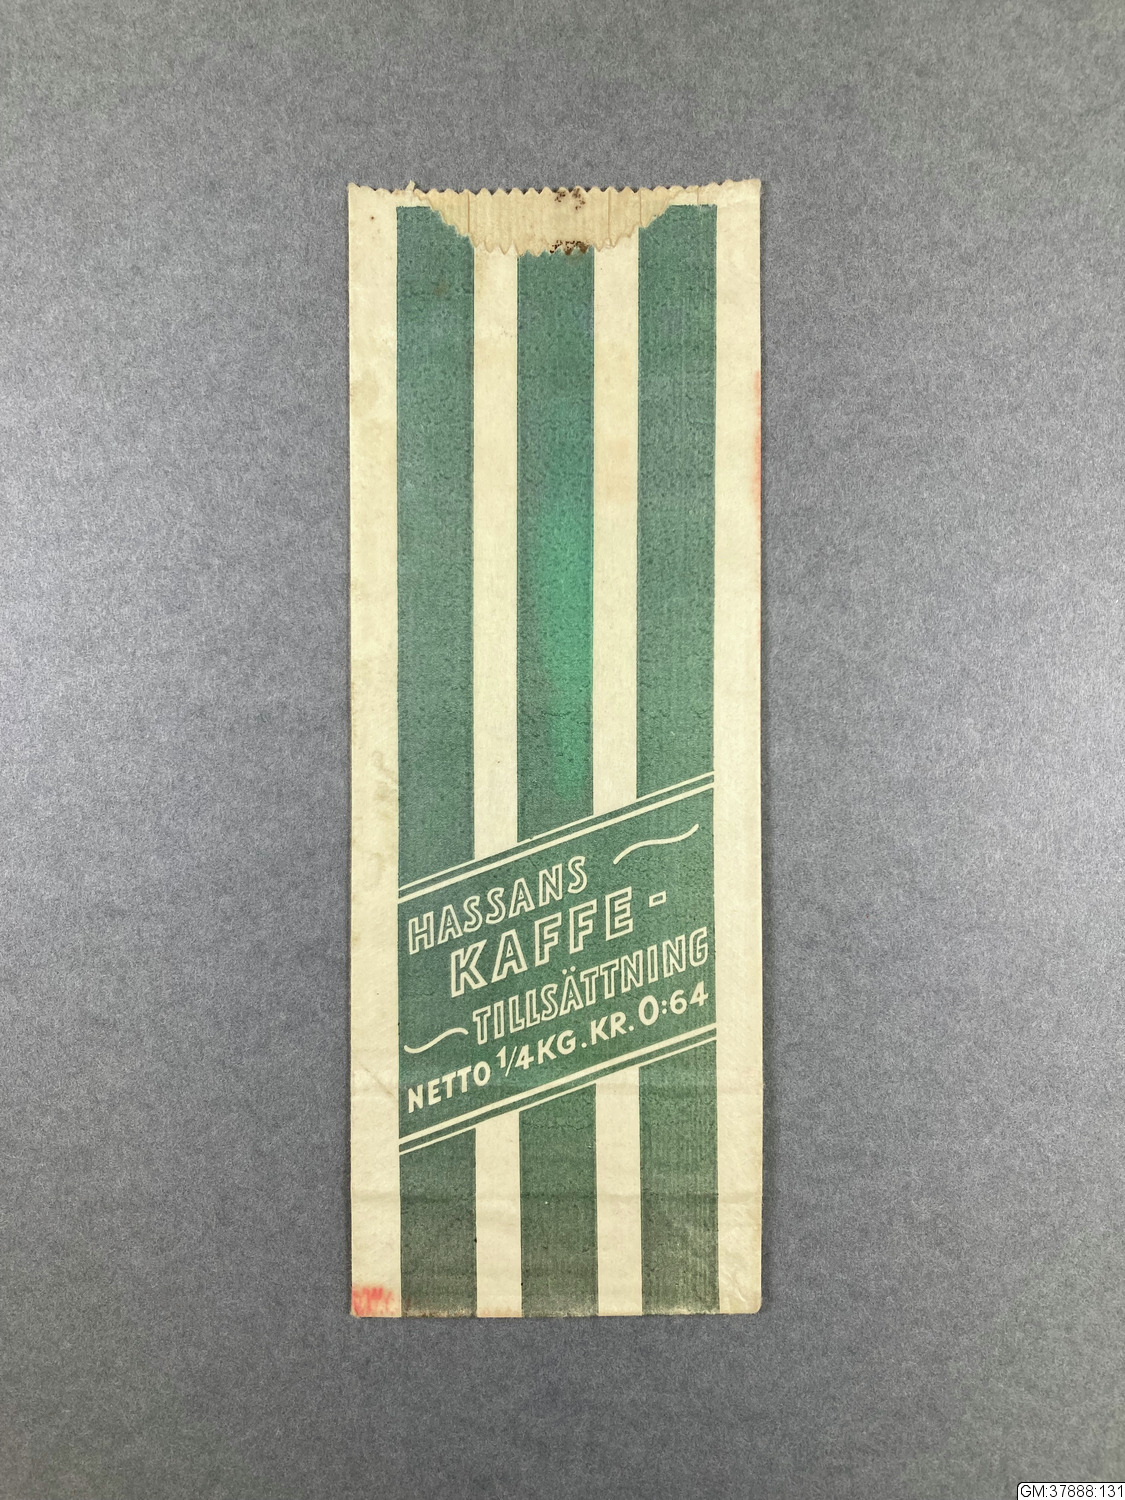 HASSANS
KAFFE-
TILLSÄTTNING
NETTO 1/4 KG. KR. 0:64
GM:37888:131